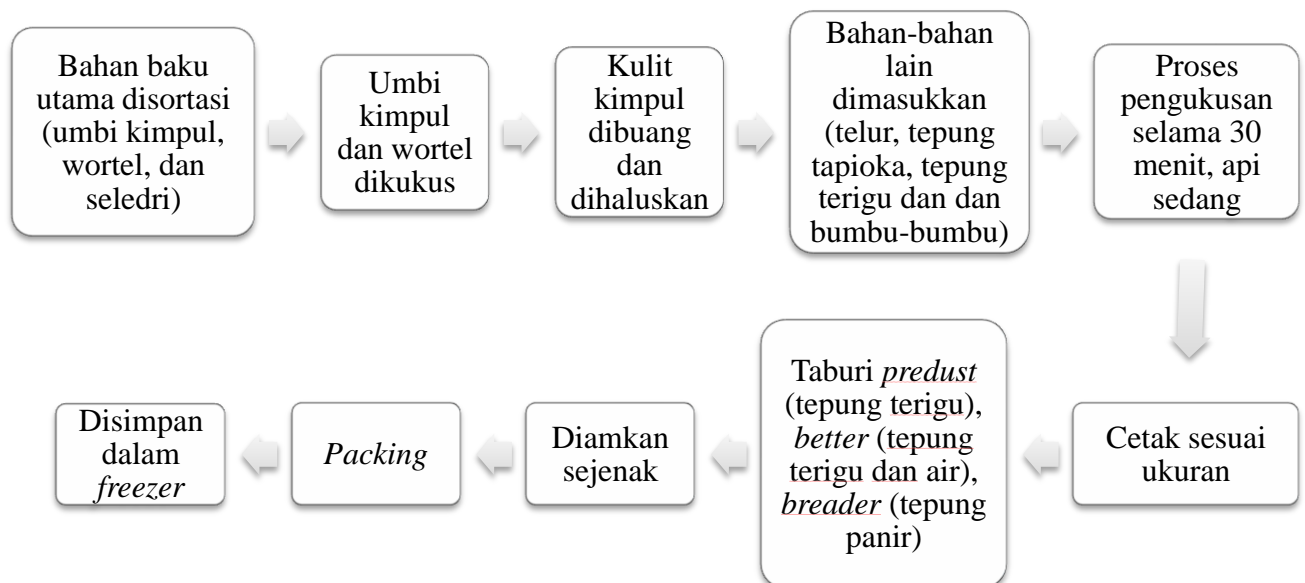 Bahan baku
utama disortasi
(umbi kimpul,
wortel, dan
seledri)
Umbi
kimpul
dan wortel
dikukus
Kulit
kimpul
dibuang
dan
dihaluskan
Bahan-bahan
lain
dimasukkan
(telur, tepung
tapioka, tepung
terigu dan dan
bumbu-bumbu)
Proses
pengukusan
selama 30
menit, api
sedang
Cetak sesuai
ukuran
Taburi predust
(tepung terigu),
better (tepung
terigu dan air),
breader (tepung
panir)
Diamkan
sejenak
Packing
Disimpan
dalam
freezer